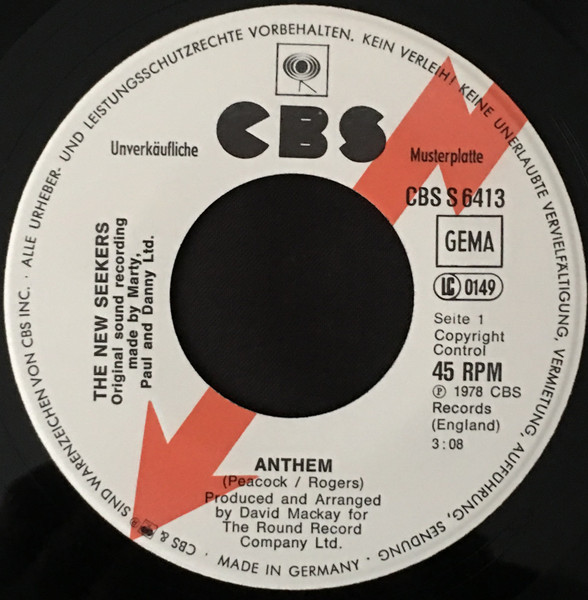 ALLE URHEBER- UND LEISTUNGSSCHUTZRECHTE VORBEHALTEN. KEIN VERLEIH! KEINE UNERLAUBTE VERVIELFÄLTIGUNG, VERMIETUNG, AUFFÜHRUNG, SENDUNG
CBS
Unverkäufliche
Musterplatte
CBS S 6413
GEMA
LC 0149
THE NEW SEEKERS
Original sound recording
made by Marty,
Paul and Danny Ltd.
Seite 1
Copyright
Control
45 RPM
℗ 1978 CBS
Records
(England)
3:08
ANTHEM
(Peacock / Rogers)
Produced and Arranged
by David Mackay for
The Round Record
Company Ltd.
· MADE IN GERMANY ·
CBS & ® SIND WARENZEICHEN VON CBS INC. ·